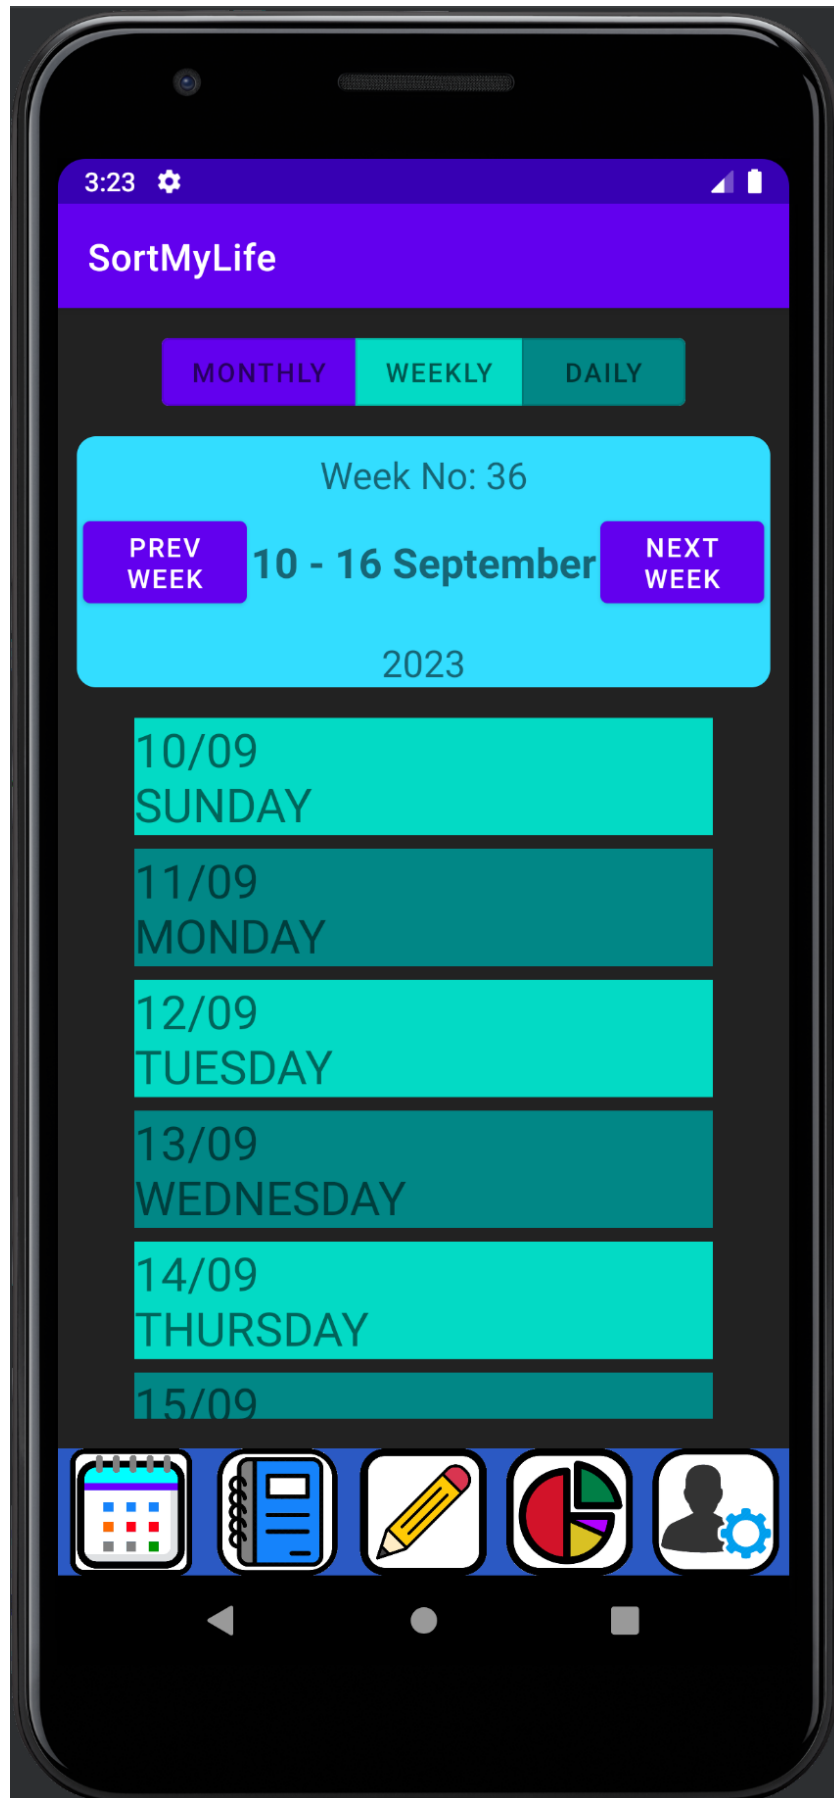 3:23
SortMyLife
MONTHLY WEEKLY DAILY
Week No: 36
PREV
WEEK
10 - 16 September
NEXT
WEEK
2023
10/09
SUNDAY
11/09
MONDAY
12/09
TUESDAY
13/09
WEDNESDAY
14/09
THURSDAY
15/09